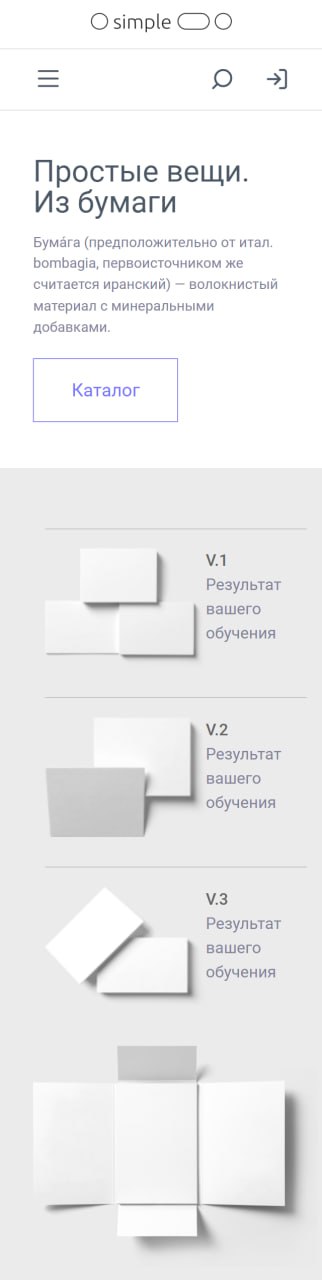 simple
Простые вещи.
Из бумаги
Бума́га (предположительно от итал.
bombagia, первоисточником же
считается иранский) — волокнистый
материал с минеральными
добавками.
Каталог
V.1
Результат
вашего
обучения
V.2
Результат
вашего
обучения
V.3
Результат
вашего
обучения